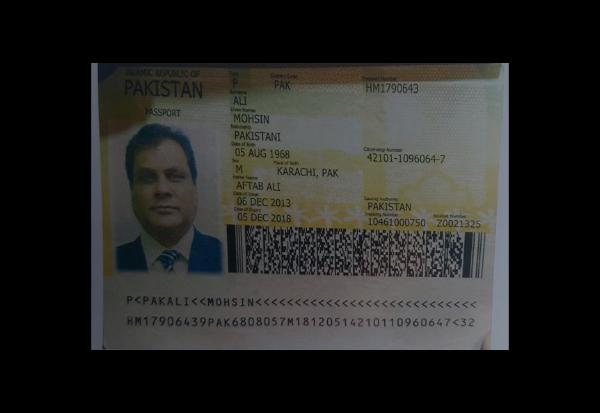 ISLAMIC REPUBLIC OF
PAKISTAN
PASSPORT
Type
P
Country Code
PAK
Passport Number
HM1790643
Surname
ALI
Given Names
MOHSIN
Nationality
PAKISTANI
Date of Birth
05 AUG 1968
Citizenship Number
42101-1096064-7
Sex
M
Place of Birth
KARACHI, PAK
Father Name
AFTAB ALI
Date of Issue
06 DEC 2013
Date of Expiry
05 DEC 2018
Issuing Authority
PAKISTAN
Tracking Number
10461000750
Booklet Number
Z0021325
P<PAKALI<<MOHSIN<<<<<<<<<<<<<<<<<<<<<<<<<<<<
HM17906439PAK6808057M18120514210110960647<32